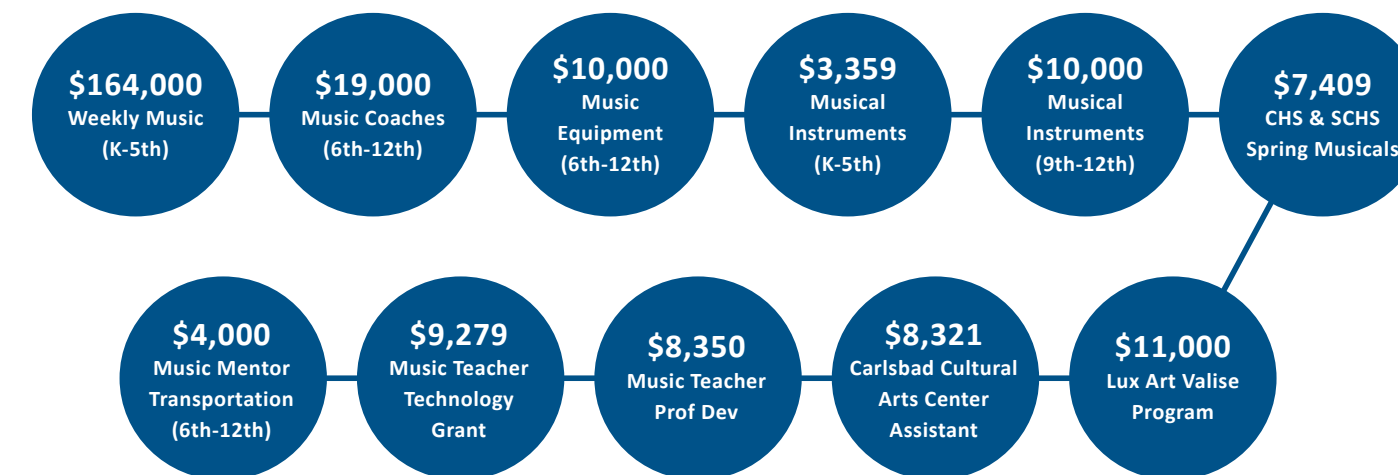 $164,000
Weekly Music
(K-5th)
$19,000
Music Coaches
(6th-12th)
$10,000
Music
Equipment
(6th-12th)
$3,359
Musical
Instruments
(K-5th)
$10,000
Musical
Instruments
(9th-12th)
$7,409
CHS & SCHS
Spring Musicals
$4,000
Music Mentor
Transportation
(6th-12th)
$9,279
Music Teacher
Technology
Grant
$8,350
Music Teacher
Prof Dev
$8,321
Carlsbad Cultural
Arts Center
Assistant
$11,000
Lux Art Valise
Program